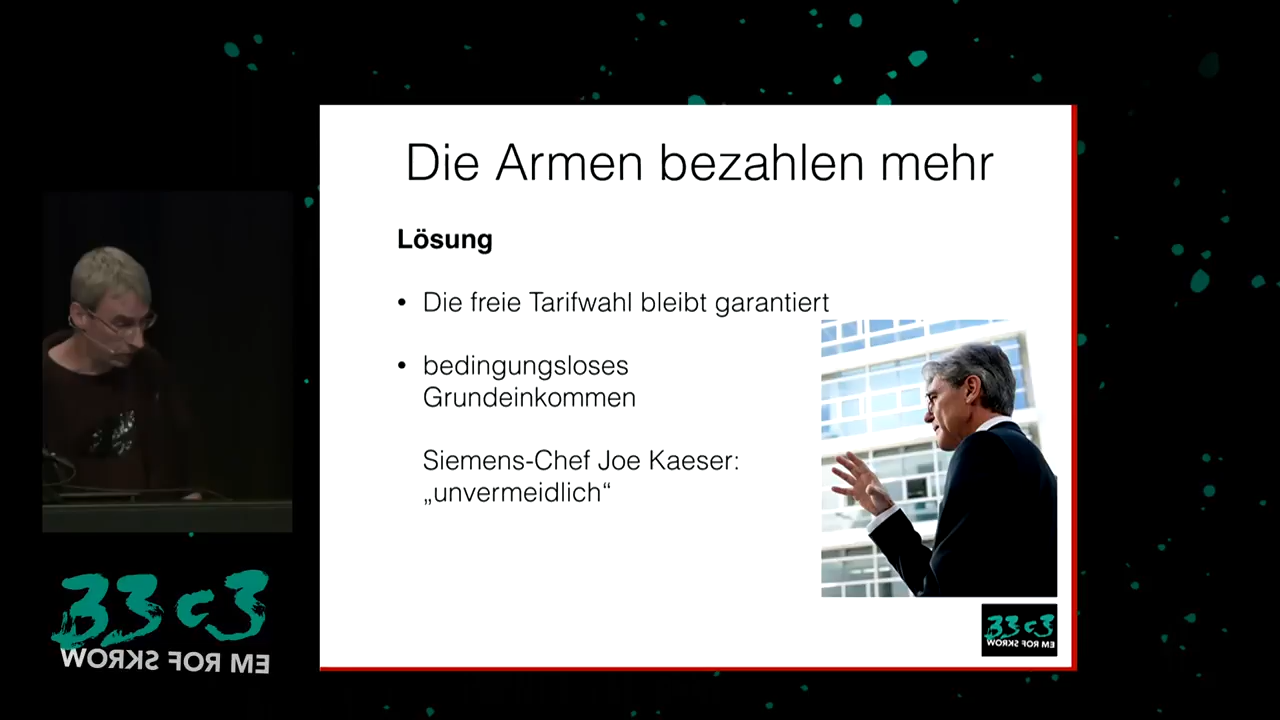 Die Armen bezahlen mehr
Lösung
• Die freie Tarifwahl bleibt garantiert
• bedingungsloses
Grundeinkommen
Siemens-Chef Joe Kaeser:
„unvermeidlich“
33c3
WORKS FOR ME
33c3
WORKS FOR ME